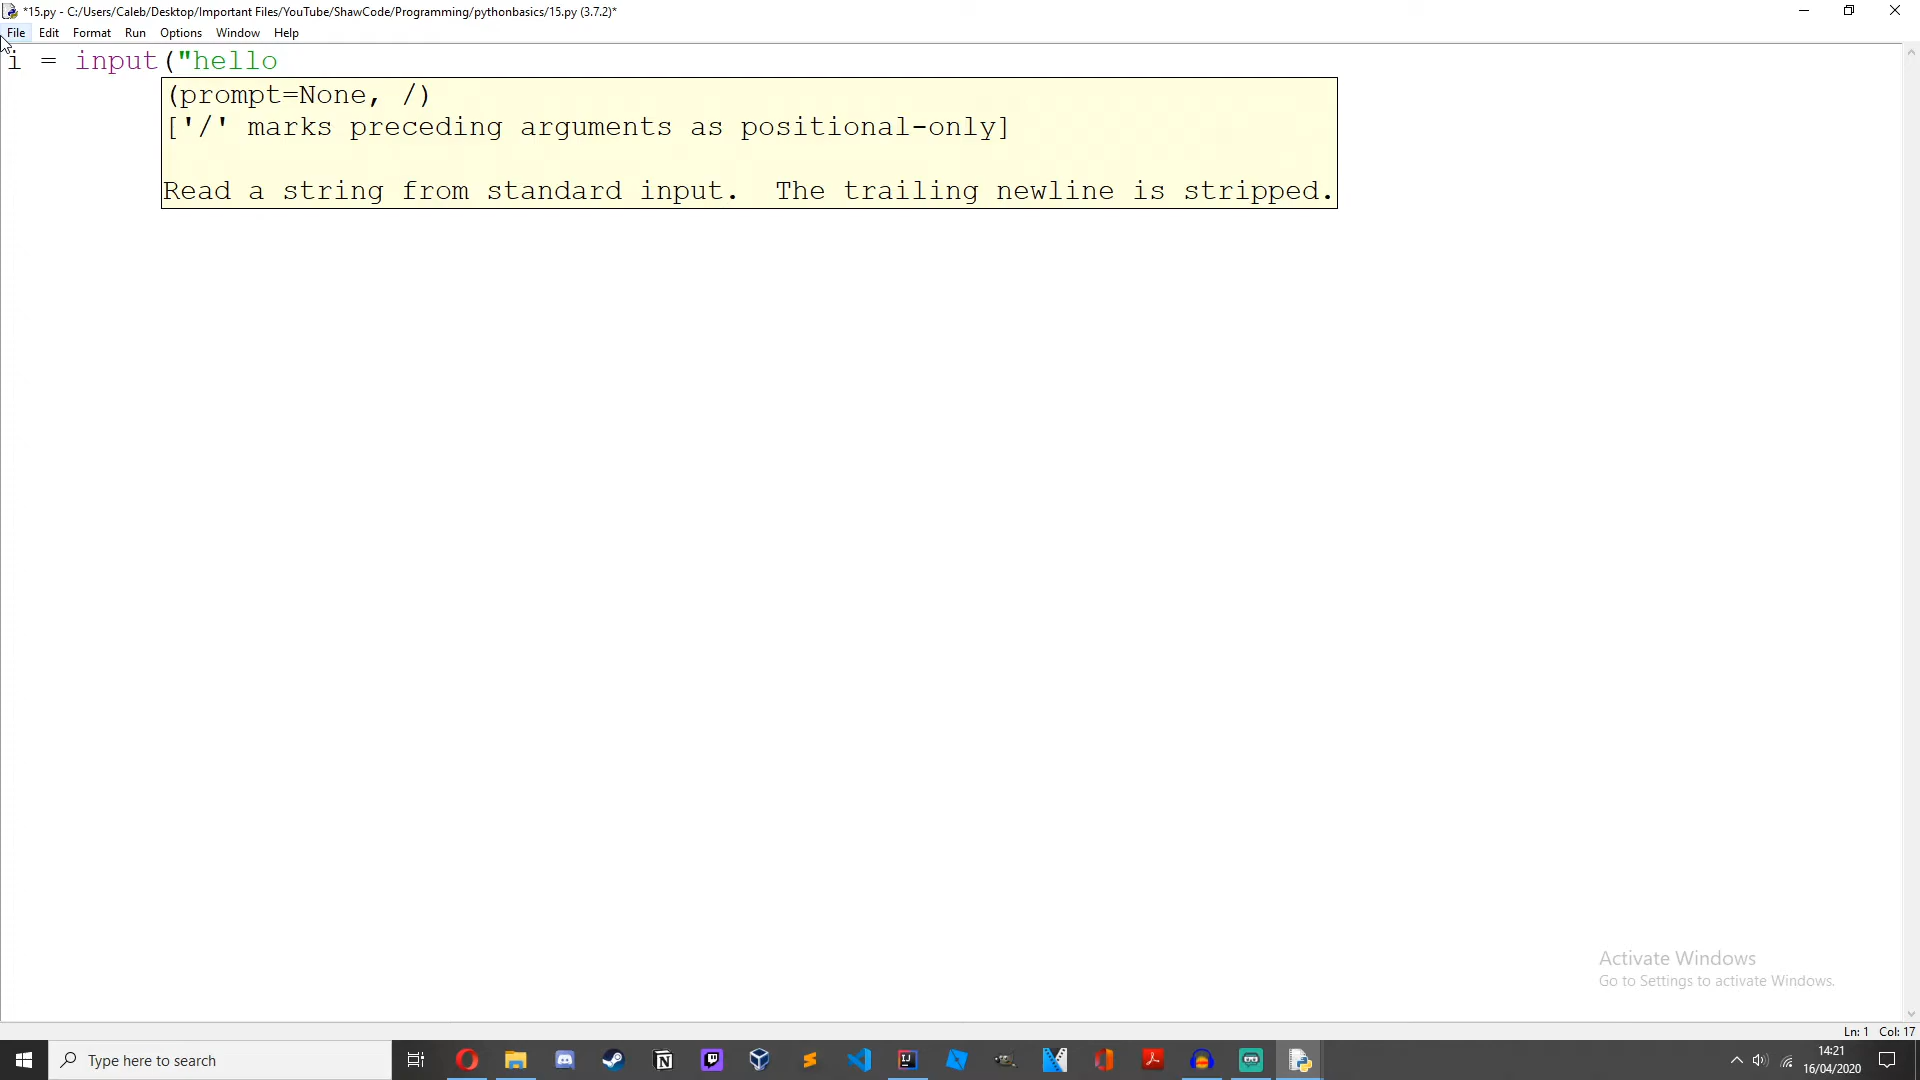 *15.py - C:/Users/Caleb/Desktop/Important Files/YouTube/ShawCode/Programming/pythonbasics/15.py (3.7.2)*
File Edit Format Run Options Window Help
i = input("hello
(prompt=None, /)
['/' marks preceding arguments as positional-only]
Read a string from standard input.  The trailing newline is stripped.
Activate Windows
Go to Settings to activate Windows.
Ln: 1 Col: 17
Type here to search
14:21
16/04/2020